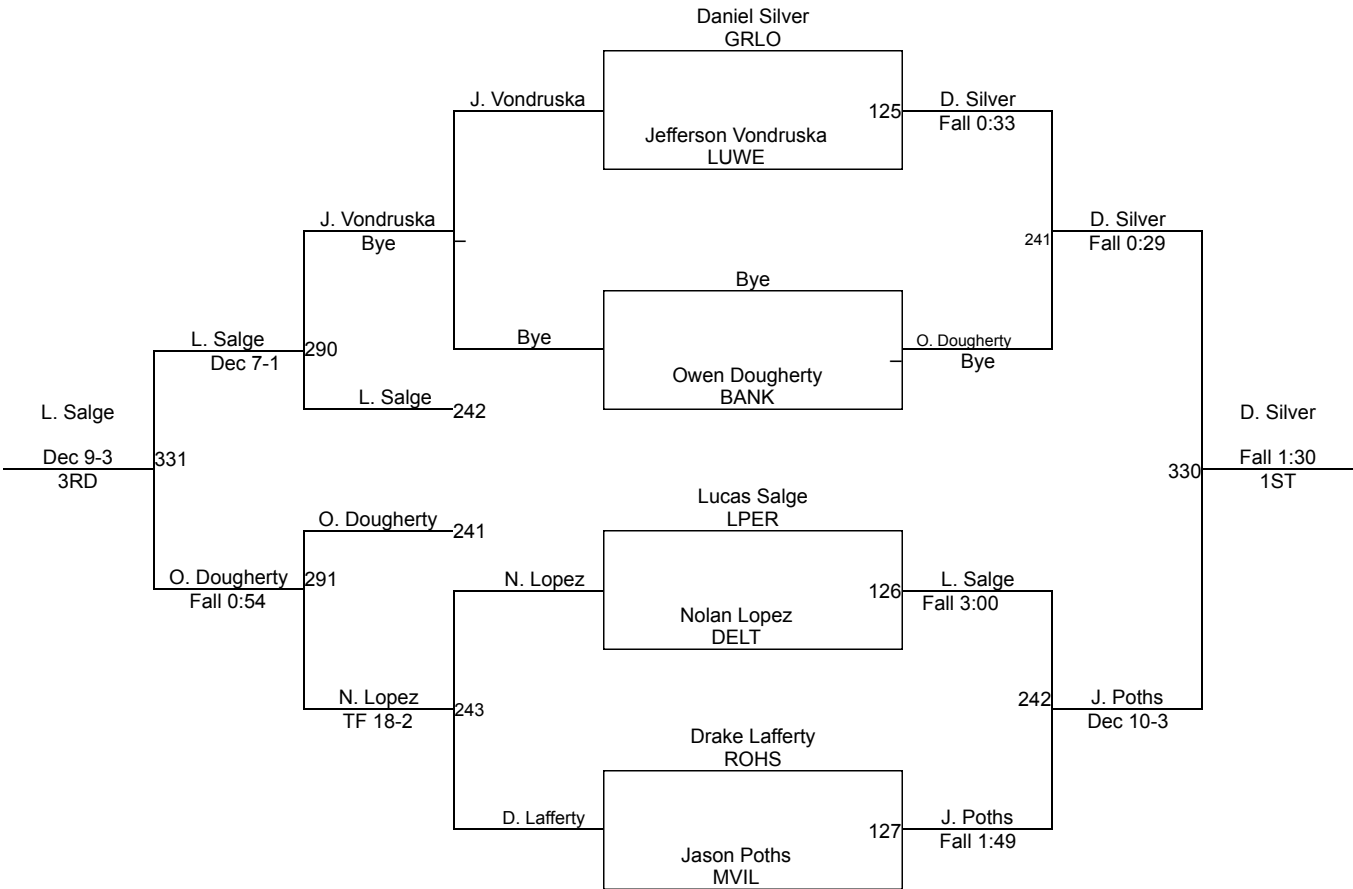 Daniel Silver
GRLO
J. Vondruska
125
D. Silver
Fall 0:33
Jefferson Vondruska
LUWE
J. Vondruska
Bye
–
241
D. Silver
Fall 0:29
Bye
Bye
O. Dougherty
–
Bye
Owen Dougherty
BANK
L. Salge
Dec 7-1
290
L. Salge
242
L. Salge
Dec 9-3
3RD
331
D. Silver
Fall 1:30
1ST
330
Lucas Salge
LPER
O. Dougherty
241
O. Dougherty
Fall 0:54
291
N. Lopez
126
L. Salge
Fall 3:00
Nolan Lopez
DELT
N. Lopez
TF 18-2
243
242
J. Poths
Dec 10-3
Drake Lafferty
ROHS
D. Lafferty
127
J. Poths
Fall 1:49
Jason Poths
MVIL